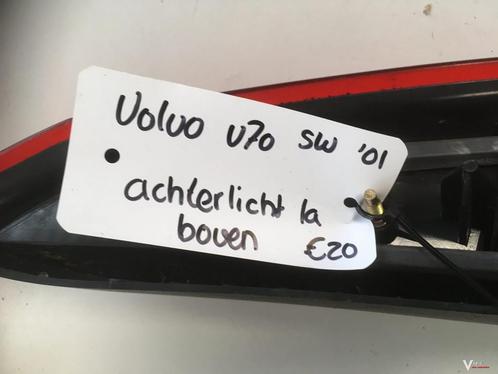 Volvo V70 SW '01
achterlicht la
boven €20